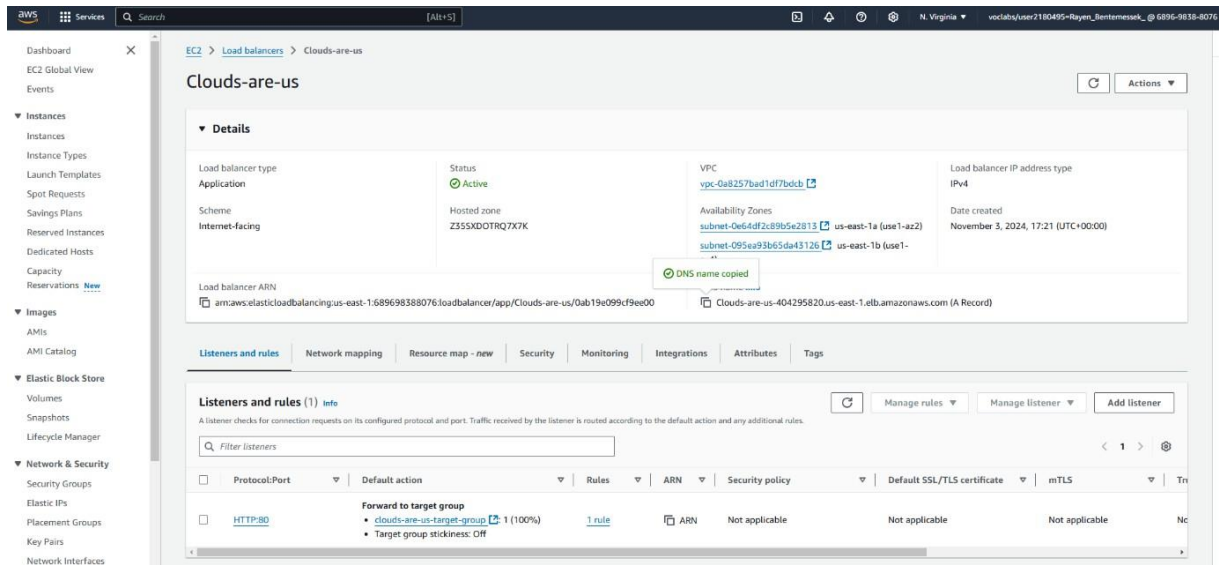 aws
Services
Search
[Alt+S]
N. Virginia
voclabs/user2180495=Rayen_Bentemessek_ @ 6896-9838-8076
Dashboard
EC2 Global View
Events
Instances
Instances
Instance Types
Launch Templates
Spot Requests
Savings Plans
Reserved Instances
Dedicated Hosts
Capacity
Reservations New
Images
AMIs
AMI Catalog
Elastic Block Store
Volumes
Snapshots
Lifecycle Manager
Network & Security
Security Groups
Elastic IPs
Placement Groups
Key Pairs
Network Interfaces
EC2 > Load balancers > Clouds-are-us
Clouds-are-us
Actions
Details
Load balancer type
Application
Status
Active
VPC
vpc-0a8257bad1df7bdcb
Load balancer IP address type
IPv4
Scheme
Internet-facing
Hosted zone
Z35SXDOTRQ7X7K
Availability Zones
subnet-0e64df2c89b5e2813 us-east-1a (use1-az2)
subnet-095ea93b65da43126 us-east-1b (use1-
Date created
November 3, 2024, 17:21 (UTC+00:00)
DNS name copied
Load balancer ARN
arn:aws:elasticloadbalancing:us-east-1:689698388076:loadbalancer/app/Clouds-are-us/0ab19e099cf9ee00
Clouds-are-us-404295820.us-east-1.elb.amazonaws.com (A Record)
Listeners and rules
Network mapping
Resource map - new
Security
Monitoring
Integrations
Attributes
Tags
Listeners and rules (1) Info
Manage rules
Manage listener
Add listener
A listener checks for connection requests on its configured protocol and port. Traffic received by the listener is routed according to the default action and any additional rules.
Filter listeners
1
Protocol:Port
Default action
Rules
ARN
Security policy
Default SSL/TLS certificate
mTLS
HTTP:80
Forward to target group
• clouds-are-us-target-group : 1 (100%)
• Target group stickiness: Off
1 rule
ARN
Not applicable
Not applicable
Not applicable